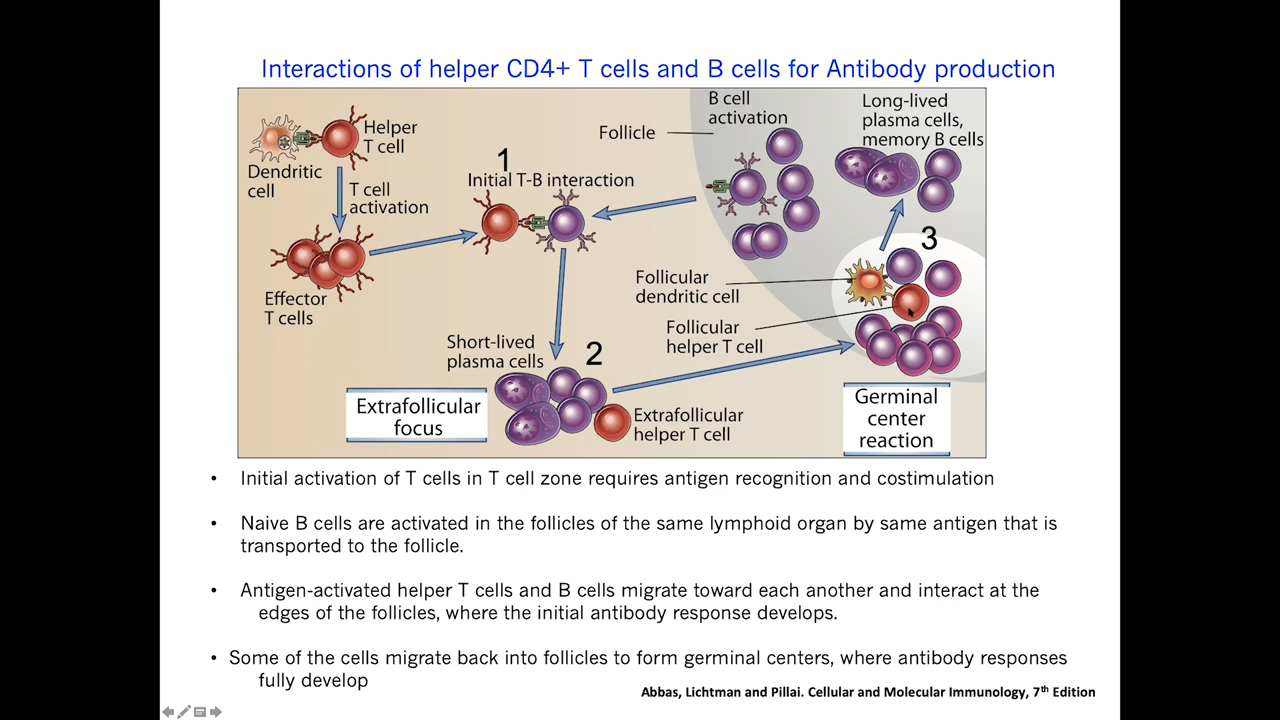 Interactions of helper CD4+ T cells and B cells for Antibody production
Helper
T cell
Dendritic
cell
T cell
activation
Effector
T cells
1
Initial T-B interaction
Follicle
B cell
activation
Long-lived
plasma cells,
memory B cells
3
Follicular
dendritic cell
Follicular
helper T cell
Short-lived
plasma cells
2
Extrafollicular
focus
Extrafollicular
helper T cell
Germinal
center
reaction
• Initial activation of T cells in T cell zone requires antigen recognition and costimulation
• Naive B cells are activated in the follicles of the same lymphoid organ by same antigen that is
transported to the follicle.
• Antigen-activated helper T cells and B cells migrate toward each another and interact at the
edges of the follicles, where the initial antibody response develops.
• Some of the cells migrate back into follicles to form germinal centers, where antibody responses
fully develop
Abbas, Lichtman and Pillai. Cellular and Molecular Immunology, 7th Edition